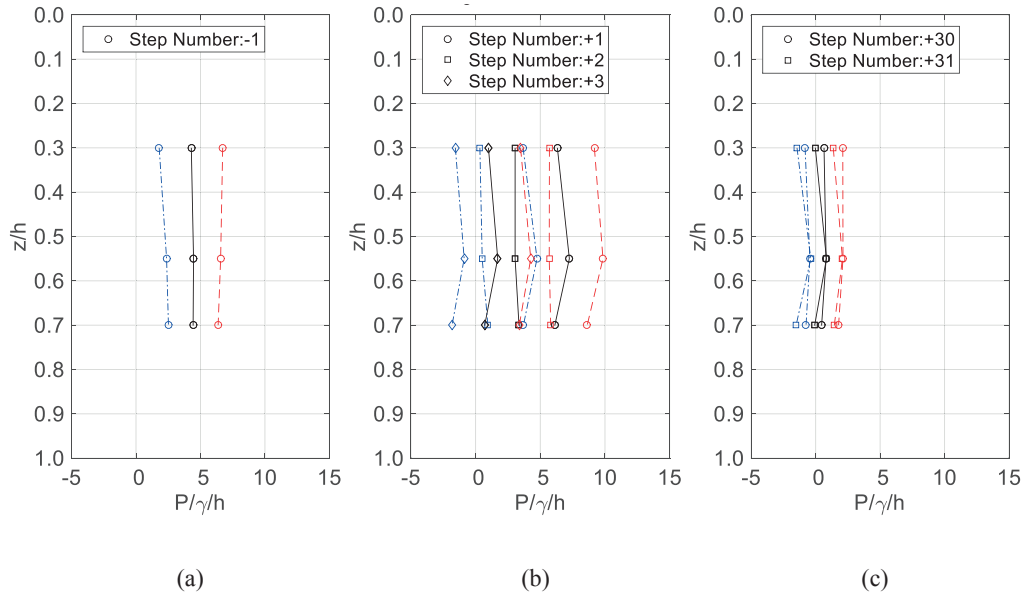 Step Number:-1
0.0
0.1
0.2
0.3
0.4
0.5
0.6
0.7
0.8
0.9
1.0
z/h
-5 0 5 10 15
P/γ/h
(a)
Step Number:+1
Step Number:+2
Step Number:+3
0.0
0.1
0.2
0.3
0.4
0.5
0.6
0.7
0.8
0.9
1.0
z/h
-5 0 5 10 15
P/γ/h
(b)
Step Number:+30
Step Number:+31
0.0
0.1
0.2
0.3
0.4
0.5
0.6
0.7
0.8
0.9
1.0
z/h
-5 0 5 10 15
P/γ/h
(c)